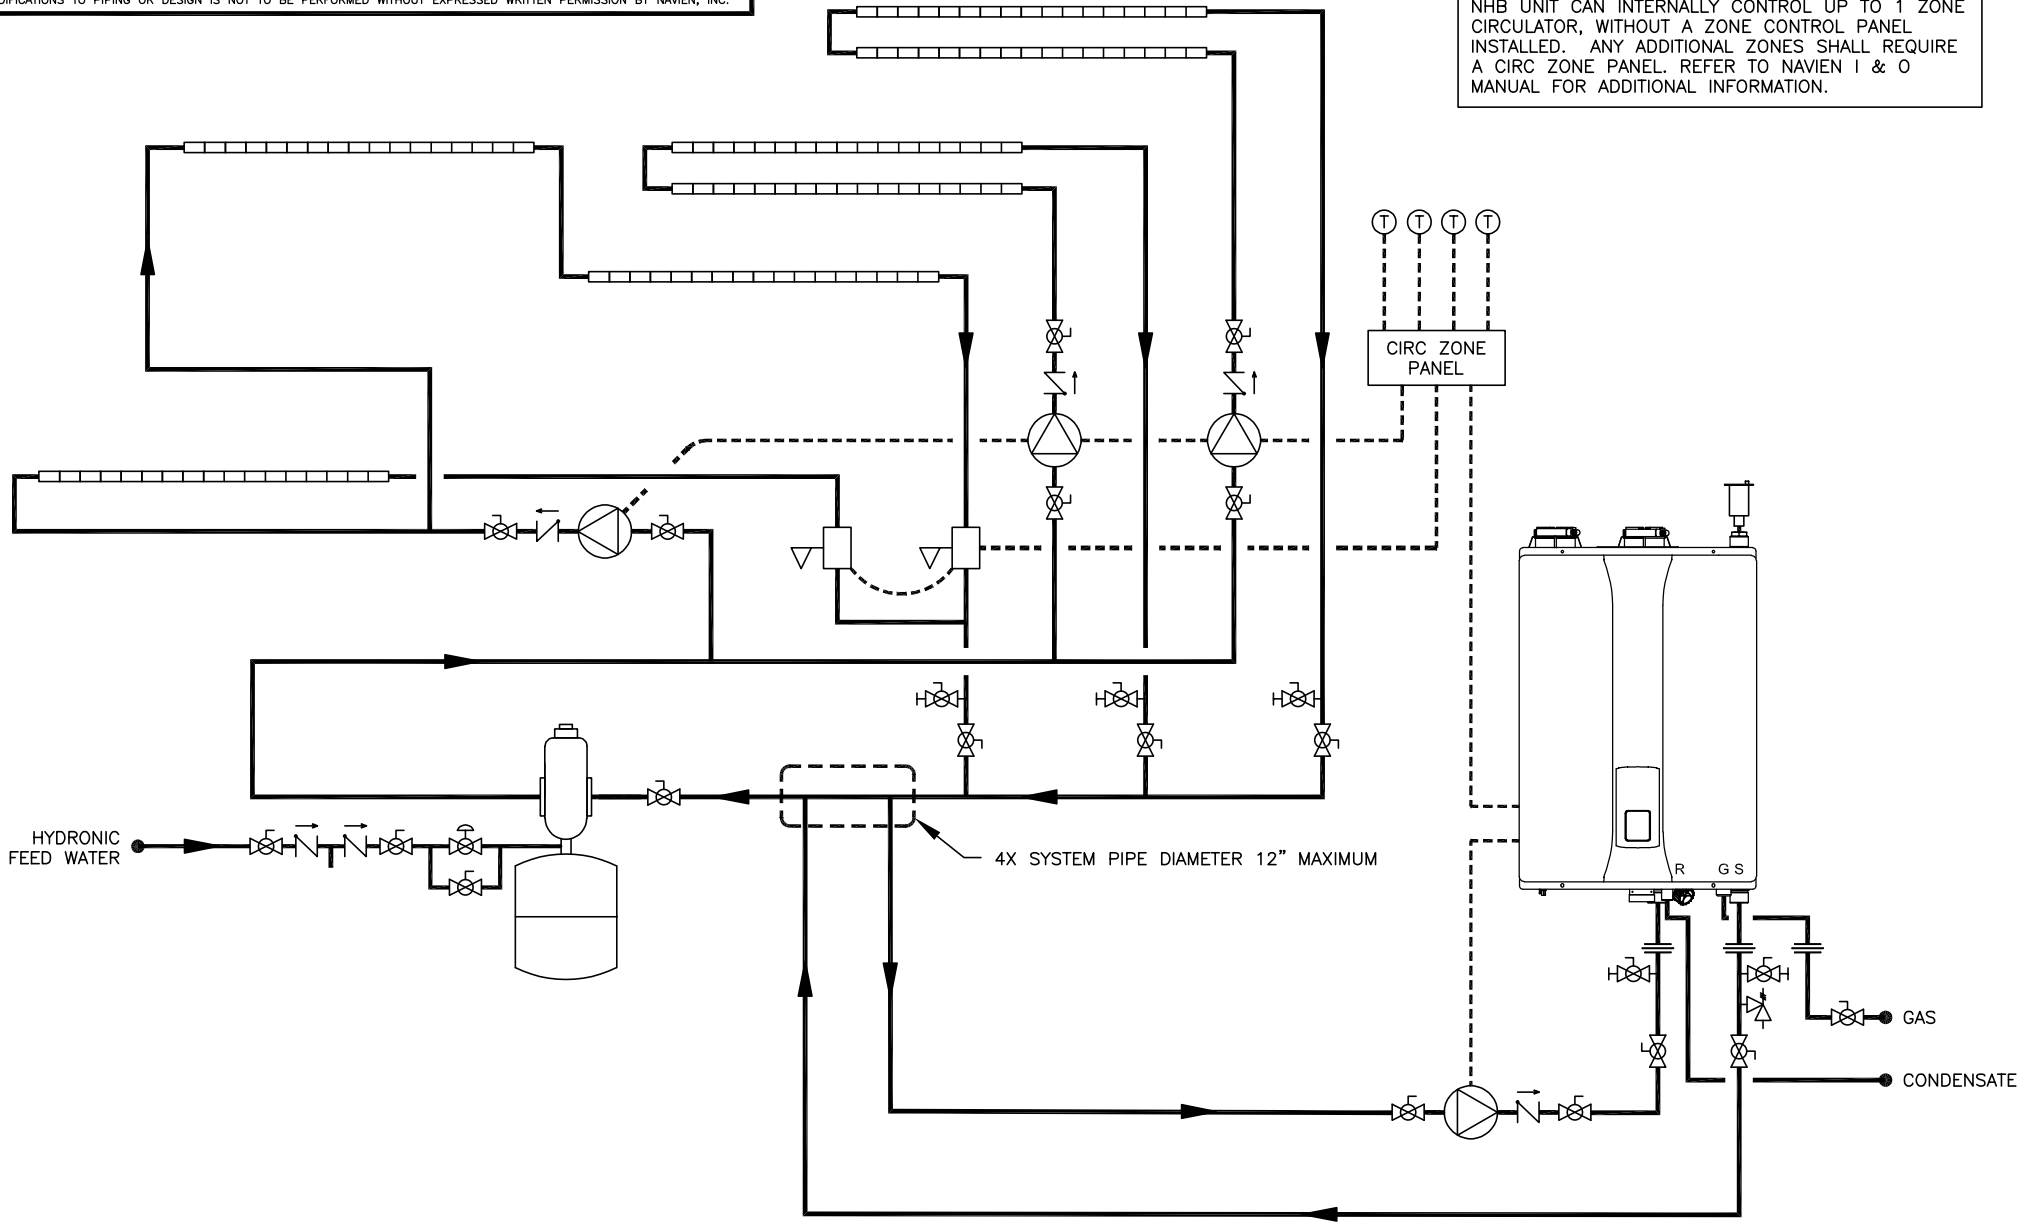 MODIFICATIONS TO PIPING OR DESIGN IS NOT TO BE PERFORMED WITHOUT EXPRESSED WRITTEN PERMISSION BY NAVIEN, INC.
NHB UNIT CAN INTERNALLY CONTROL UP TO 1 ZONE
CIRCULATOR, WITHOUT A ZONE CONTROL PANEL
INSTALLED. ANY ADDITIONAL ZONES SHALL REQUIRE
A CIRC ZONE PANEL. REFER TO NAVIEN I & O
MANUAL FOR ADDITIONAL INFORMATION.
T T T T
CIRC ZONE
PANEL
HYDRONIC
FEED WATER
4X SYSTEM PIPE DIAMETER 12" MAXIMUM
R G S
GAS
CONDENSATE